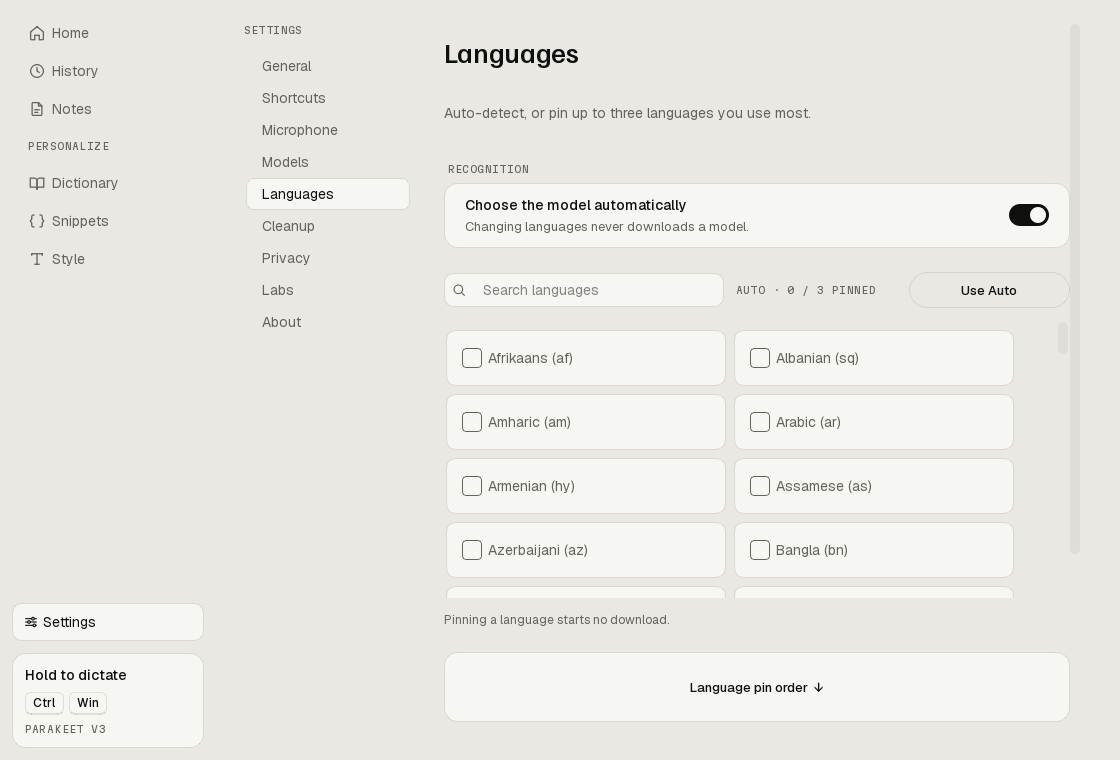 Home
History
Notes
PERSONALIZE
Dictionary
Snippets
Style
Settings
Hold to dictate
Ctrl Win
PARAKEET V3
SETTINGS
General
Shortcuts
Microphone
Models
Languages
Cleanup
Privacy
Labs
About
Languages
Auto-detect, or pin up to three languages you use most.
RECOGNITION
Choose the model automatically
Changing languages never downloads a model.
Search languages
AUTO · 0 / 3 PINNED
Use Auto
Afrikaans (af)
Albanian (sq)
Amharic (am)
Arabic (ar)
Armenian (hy)
Assamese (as)
Azerbaijani (az)
Bangla (bn)
Pinning a language starts no download.
Language pin order ↓